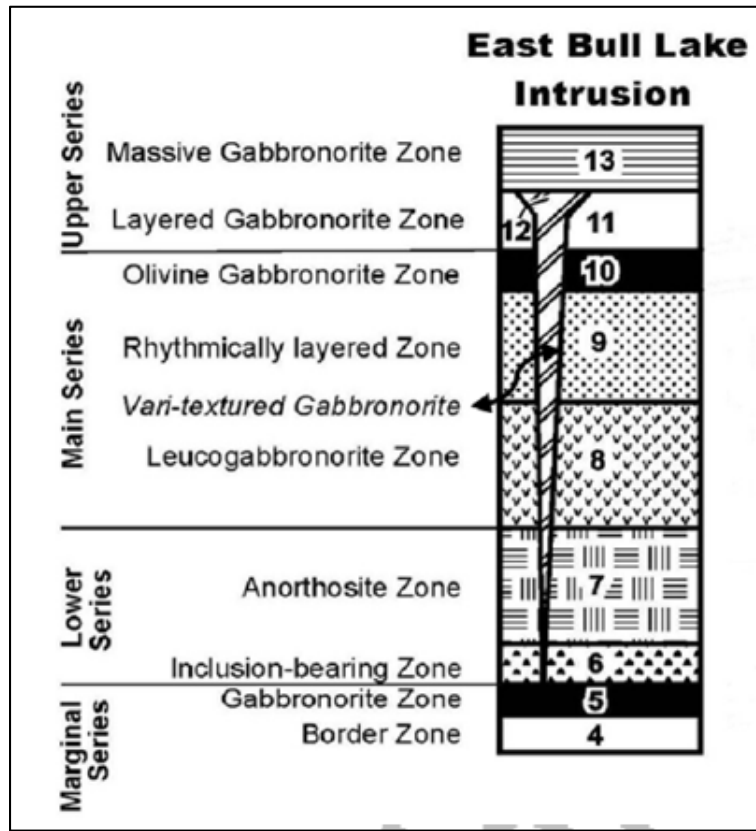 East Bull Lake
Intrusion
Upper Series
Massive Gabbronorite Zone
13
Layered Gabbronorite Zone
12
11
Main Series
Olivine Gabbronorite Zone
10
Rhythmically layered Zone
9
Vari-textured Gabbronorite
Leucogabbronorite Zone
8
Lower
Series
Anorthosite Zone
7
Inclusion-bearing Zone
6
Marginal
Series
Gabbronorite Zone
5
Border Zone
4